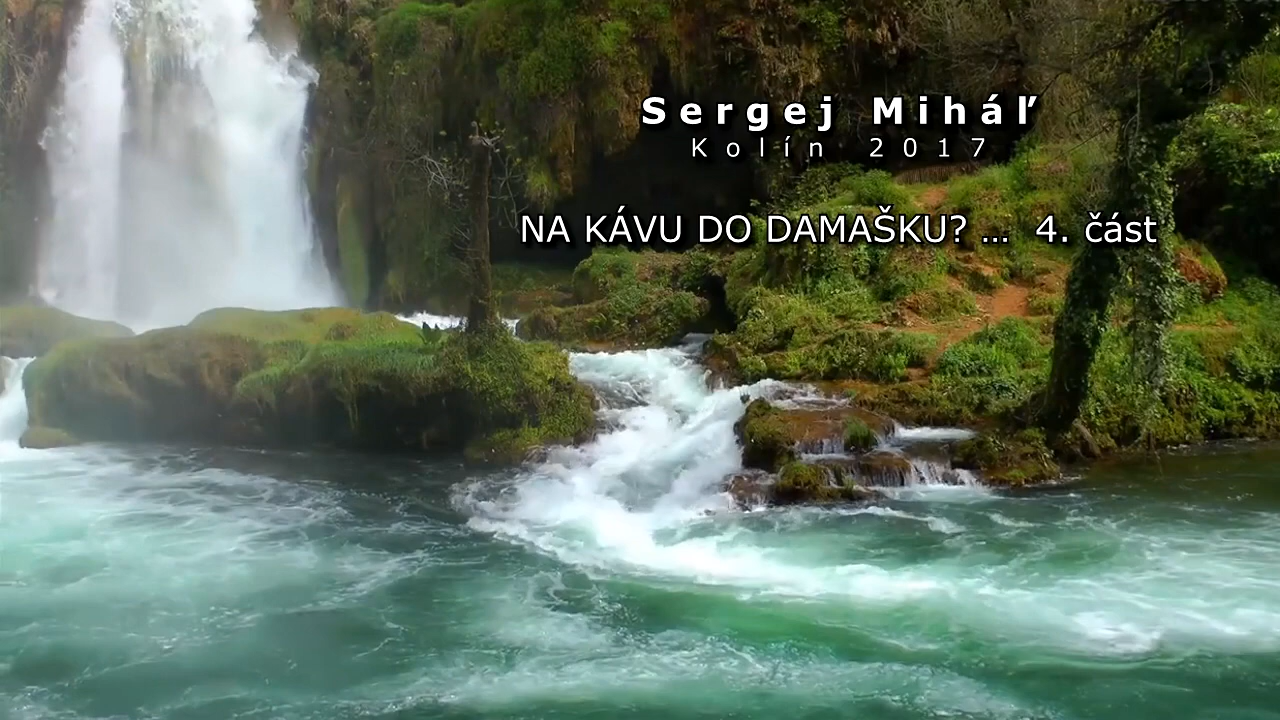 Sergej Miháľ
Kolín 2017
NA KÁVU DO DAMAŠKU? … 4. část